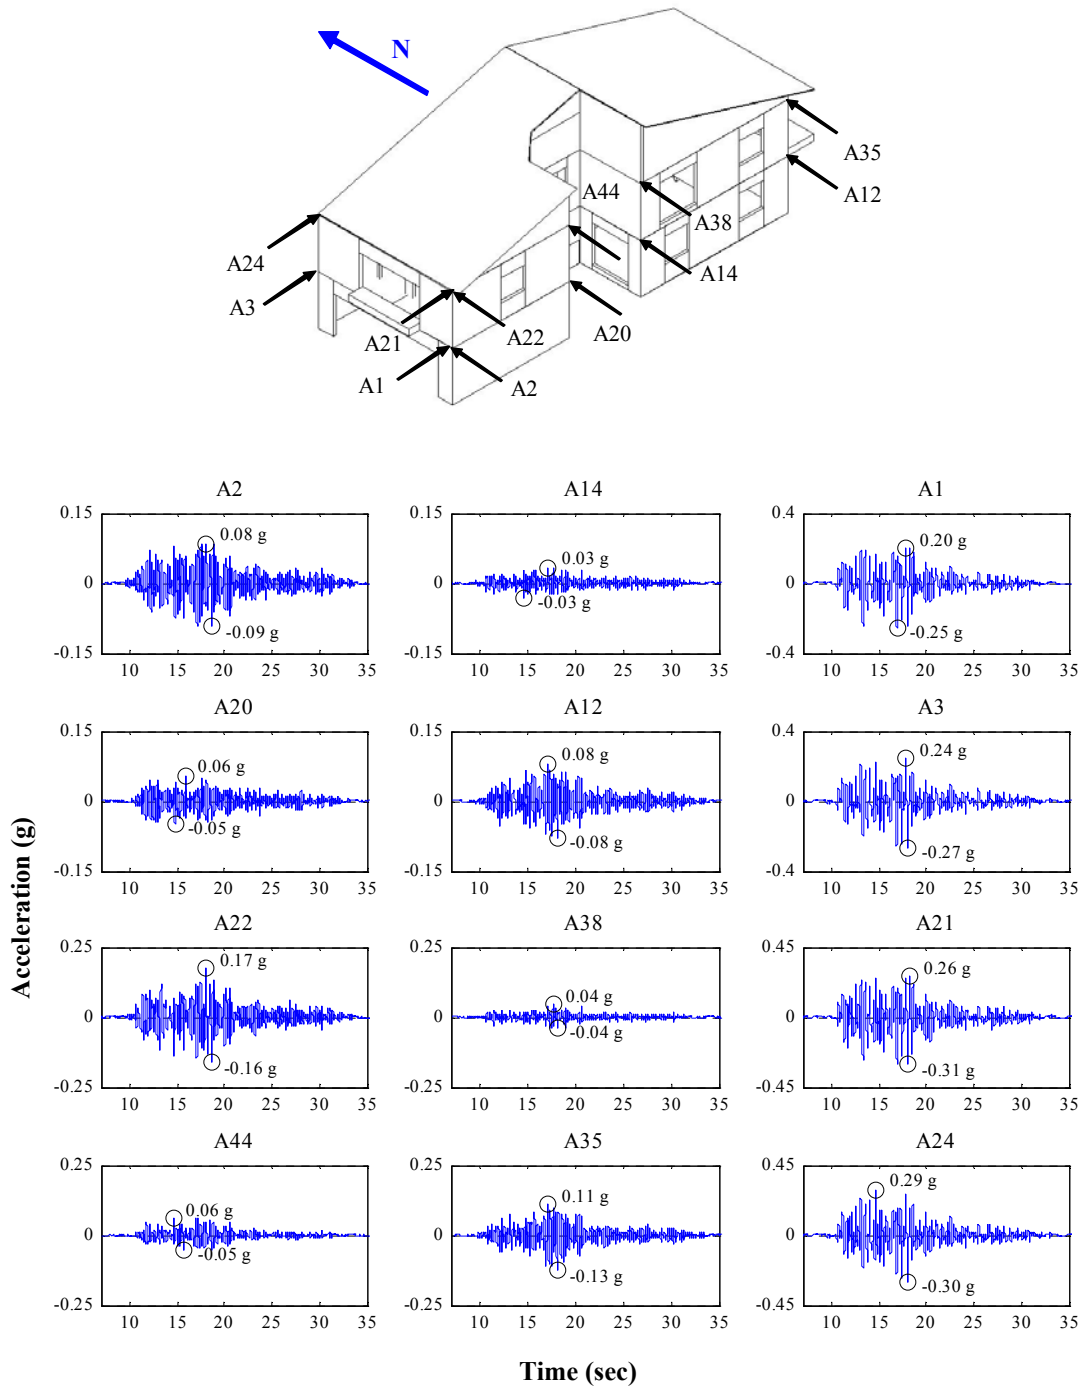 N
A35
A12
A44
A38
A24
A14
A3
A21
A22
A20
A1
A2
A2
A14
A1
0.15
0.08 g
0
-0.09 g
-0.15
10 15 20 25 30 35
0.15
0.03 g
0
-0.03 g
-0.15
10 15 20 25 30 35
0.4
0.20 g
0
-0.25 g
-0.4
10 15 20 25 30 35
A20
A12
A3
0.15
0.06 g
0
-0.05 g
-0.15
10 15 20 25 30 35
0.15
0.08 g
0
-0.08 g
-0.15
10 15 20 25 30 35
0.4
0.24 g
0
-0.27 g
-0.4
10 15 20 25 30 35
A22
A38
A21
0.25
0.17 g
0
-0.16 g
-0.25
10 15 20 25 30 35
0.25
0.04 g
0
-0.04 g
-0.25
10 15 20 25 30 35
0.45
0.26 g
0
-0.31 g
-0.45
10 15 20 25 30 35
A44
A35
A24
0.25
0.06 g
0
-0.05 g
-0.25
10 15 20 25 30 35
0.25
0.11 g
0
-0.13 g
-0.25
10 15 20 25 30 35
0.45
0.29 g
0
-0.30 g
-0.45
10 15 20 25 30 35
Acceleration (g)
Time (sec)